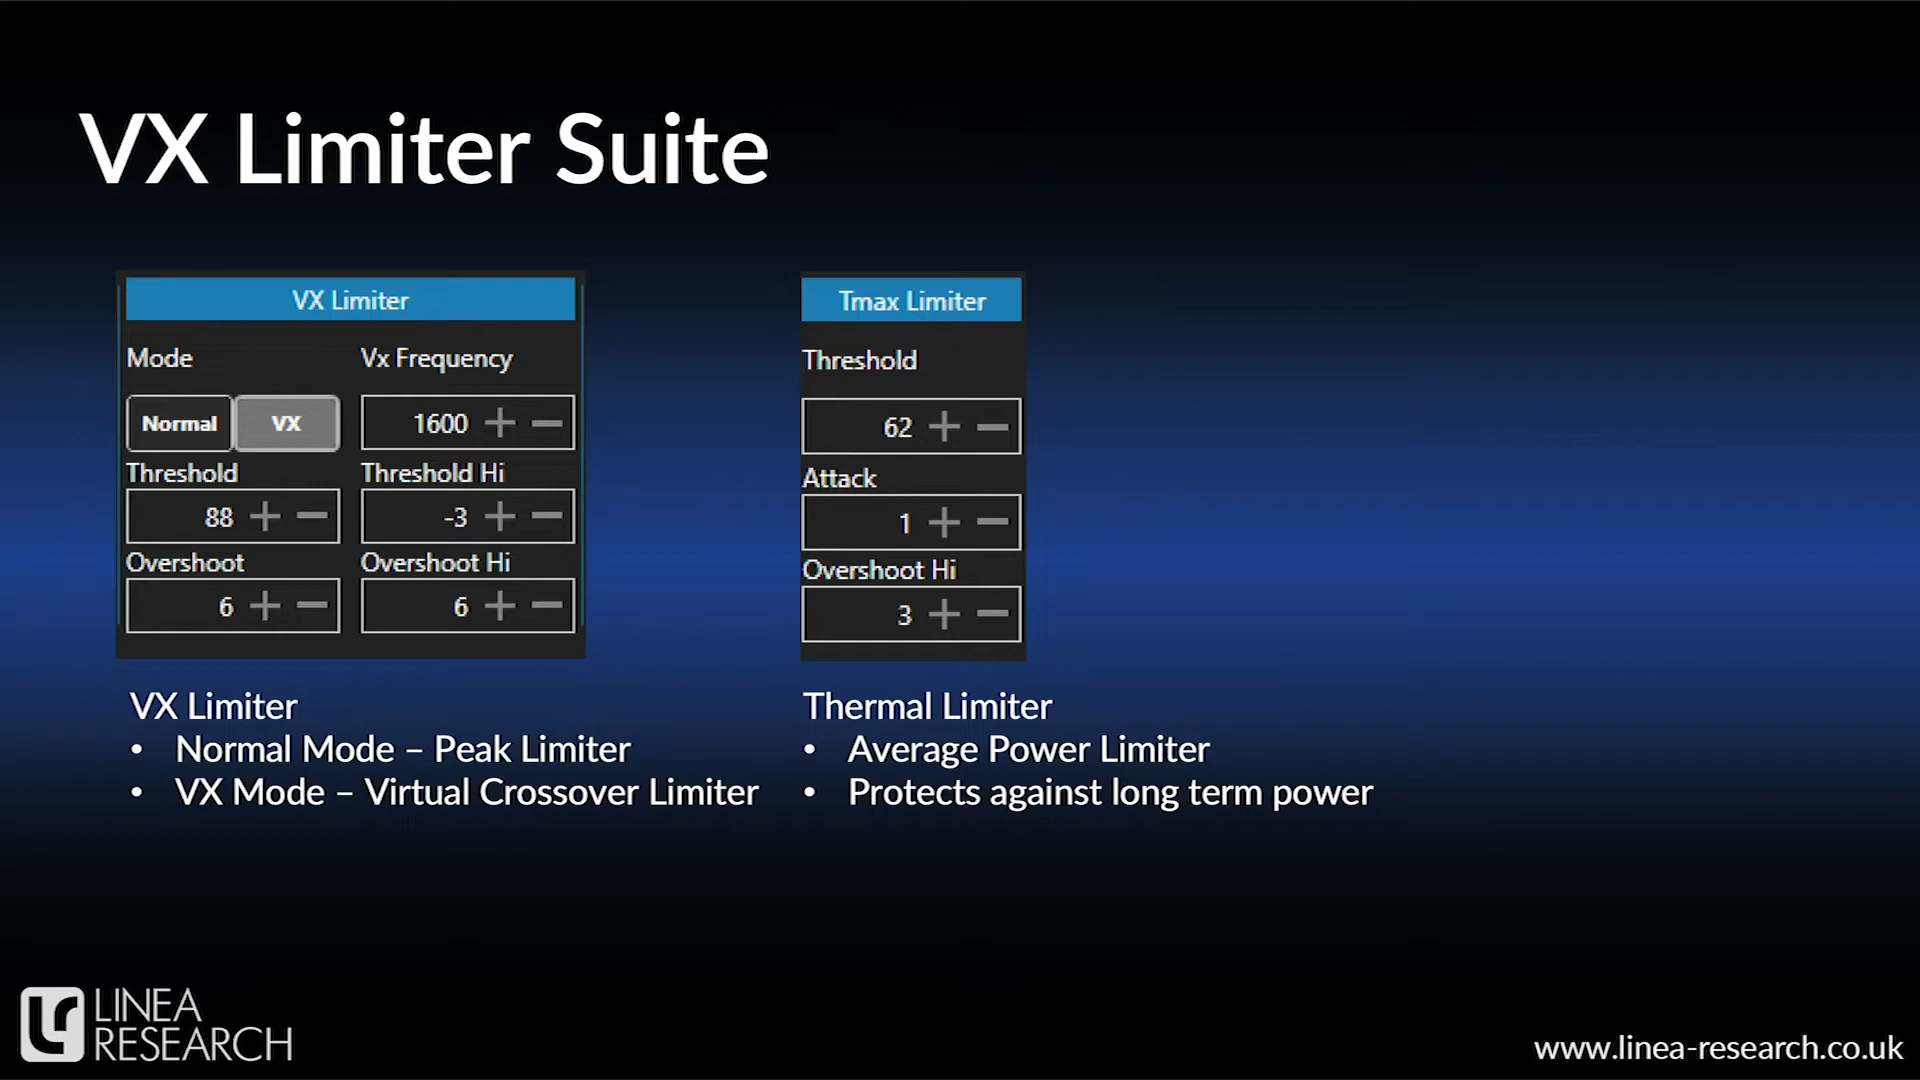 VX Limiter Suite
VX Limiter
Mode
Vx Frequency
Normal
VX
1600
Threshold
Threshold Hi
88
-3
Overshoot
Overshoot Hi
6
6
Tmax Limiter
Threshold
62
Attack
1
Overshoot Hi
3
VX Limiter
• Normal Mode – Peak Limiter
• VX Mode – Virtual Crossover Limiter
Thermal Limiter
• Average Power Limiter
• Protects against long term power
LINEA
RESEARCH
www.linea-research.co.uk